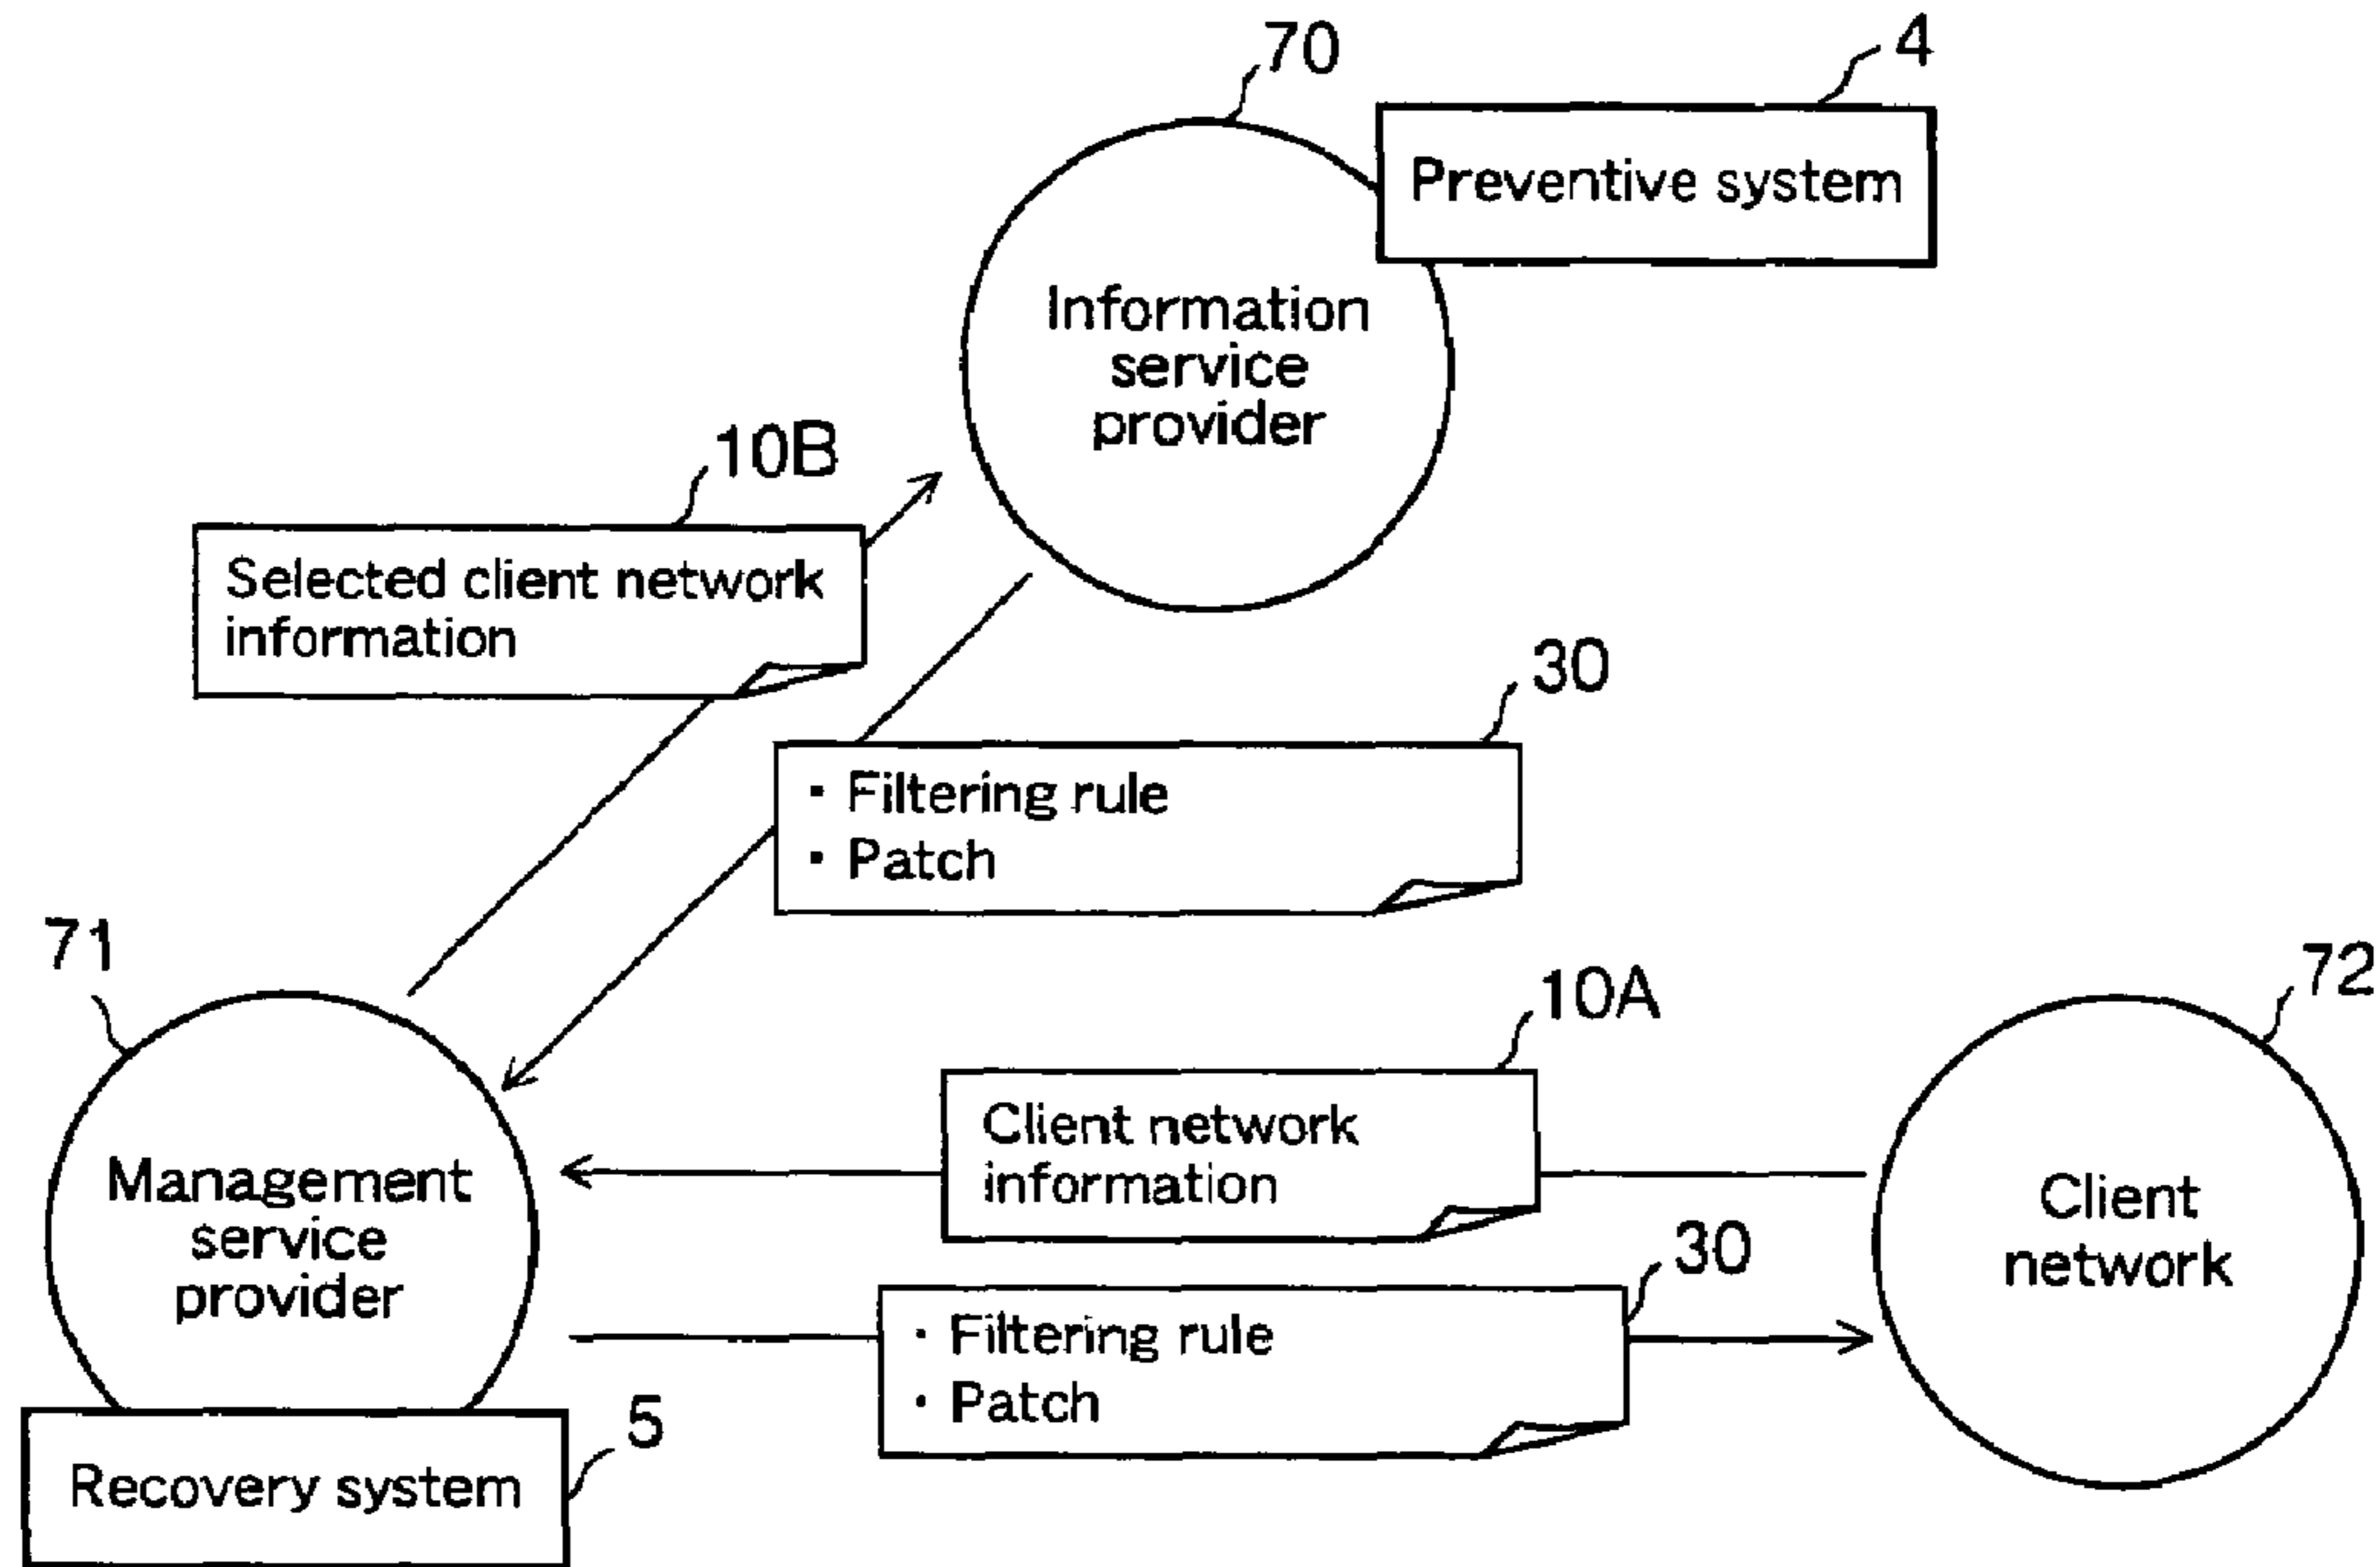 70
4
Preventive system
Information
service
provider
10B
Selected client network
information
30
▪ Filtering rule
▪ Patch
71
10A
72
Client network
information
Management
service
provider
Client
network
30
▪ Filtering rule
▪ Patch
5
Recovery system